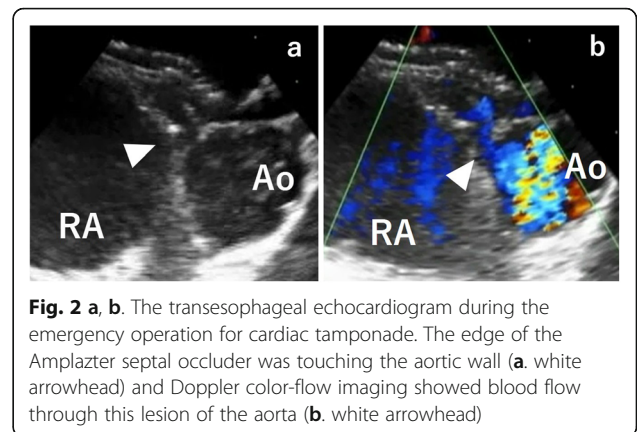 a
b
RA
Ao
RA
Ao
Fig. 2 a, b. The transesophageal echocardiogram during the
emergency operation for cardiac tamponade. The edge of the
Amplazter septal occluder was touching the aortic wall (a. white
arrowhead) and Doppler color-flow imaging showed blood flow
through this lesion of the aorta (b. white arrowhead)